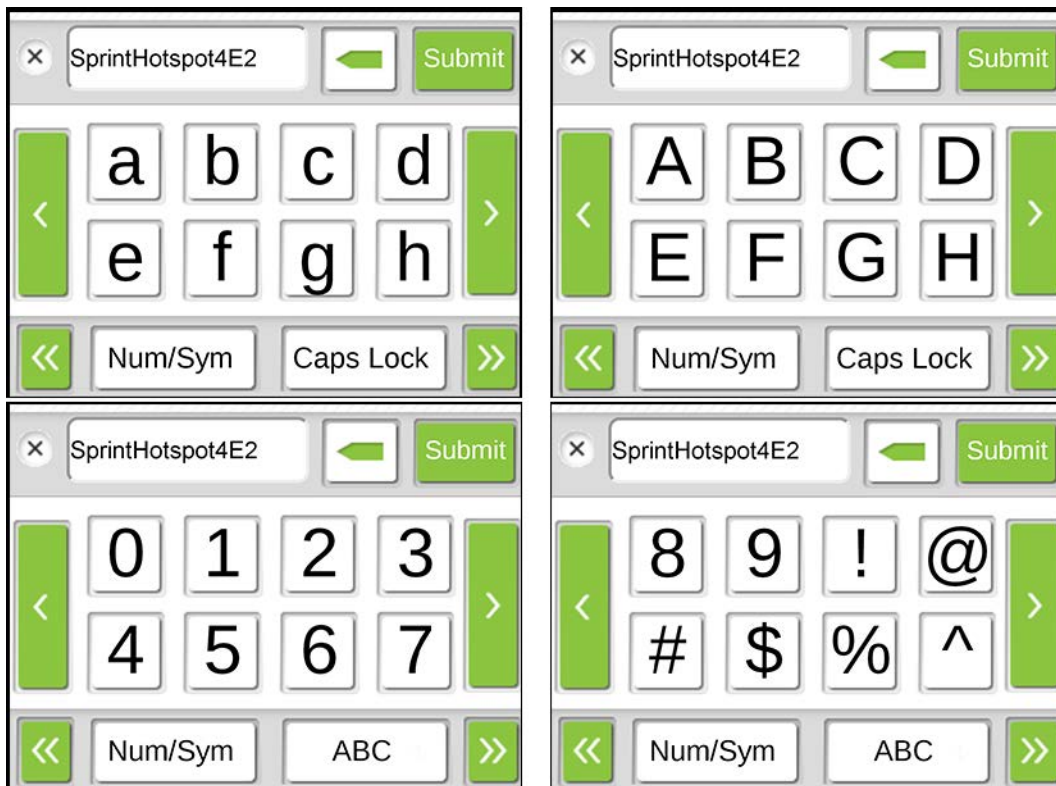 SprintHotspot4E2 Submit
a b c d
e f g h
Num/Sym Caps Lock
SprintHotspot4E2 Submit
A B C D
E F G H
Num/Sym Caps Lock
SprintHotspot4E2 Submit
0 1 2 3
4 5 6 7
Num/Sym ABC
SprintHotspot4E2 Submit
8 9 ! @
# $ % ^
Num/Sym ABC